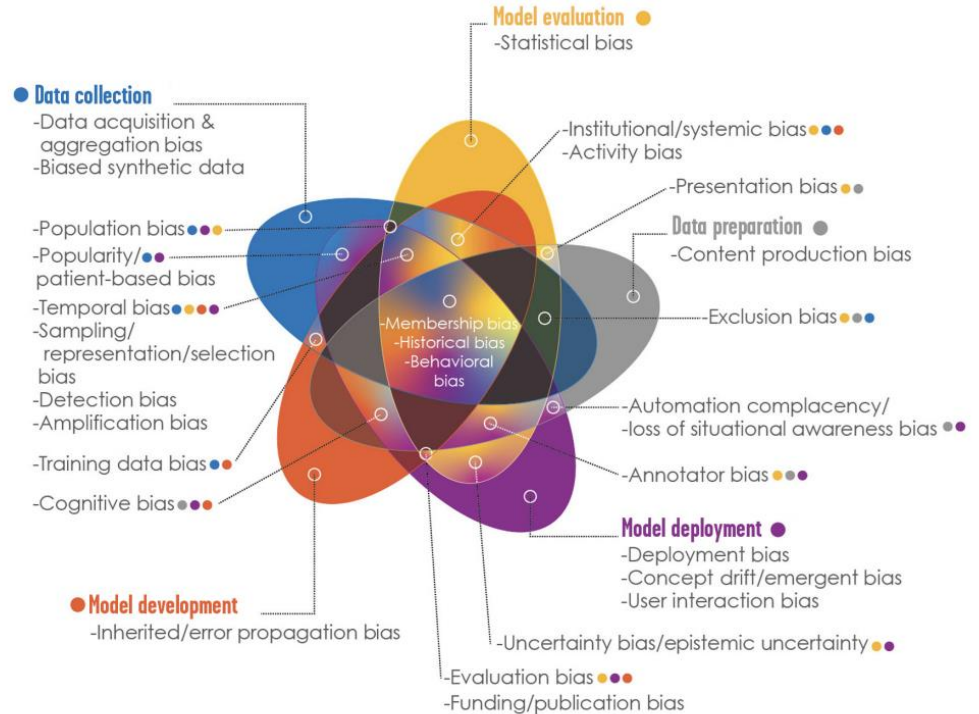 Model evaluation
-Statistical bias
Data collection
-Data acquisition &
aggregation bias
-Biased synthetic data
-Institutional/systemic bias
-Activity bias
-Presentation bias
Data preparation
-Content production bias
-Population bias
-Popularity/
patient-based bias
-Temporal bias
-Sampling/
representation/selection
bias
-Detection bias
-Amplification bias
-Membership bias
-Historical bias
-Behavioral
bias
-Exclusion bias
-Automation complacency/
-loss of situational awareness bias
-Training data bias
-Annotator bias
-Cognitive bias
Model deployment
-Deployment bias
-Concept drift/emergent bias
-User interaction bias
Model development
-Inherited/error propagation bias
-Uncertainty bias/epistemic uncertainty
-Evaluation bias
-Funding/publication bias